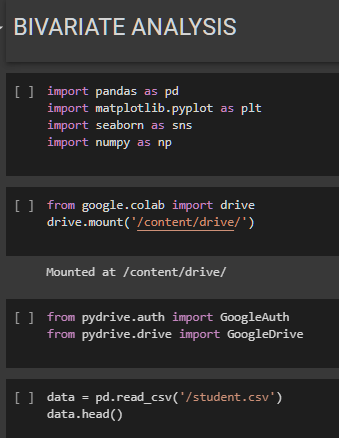 BIVARIATE ANALYSIS
[ ] import pandas as pd
import matplotlib.pyplot as plt
import seaborn as sns
import numpy as np
[ ] from google.colab import drive
drive.mount('/content/drive/')
Mounted at /content/drive/
[ ] from pydrive.auth import GoogleAuth
from pydrive.drive import GoogleDrive
[ ] data = pd.read_csv('/student.csv')
data.head()